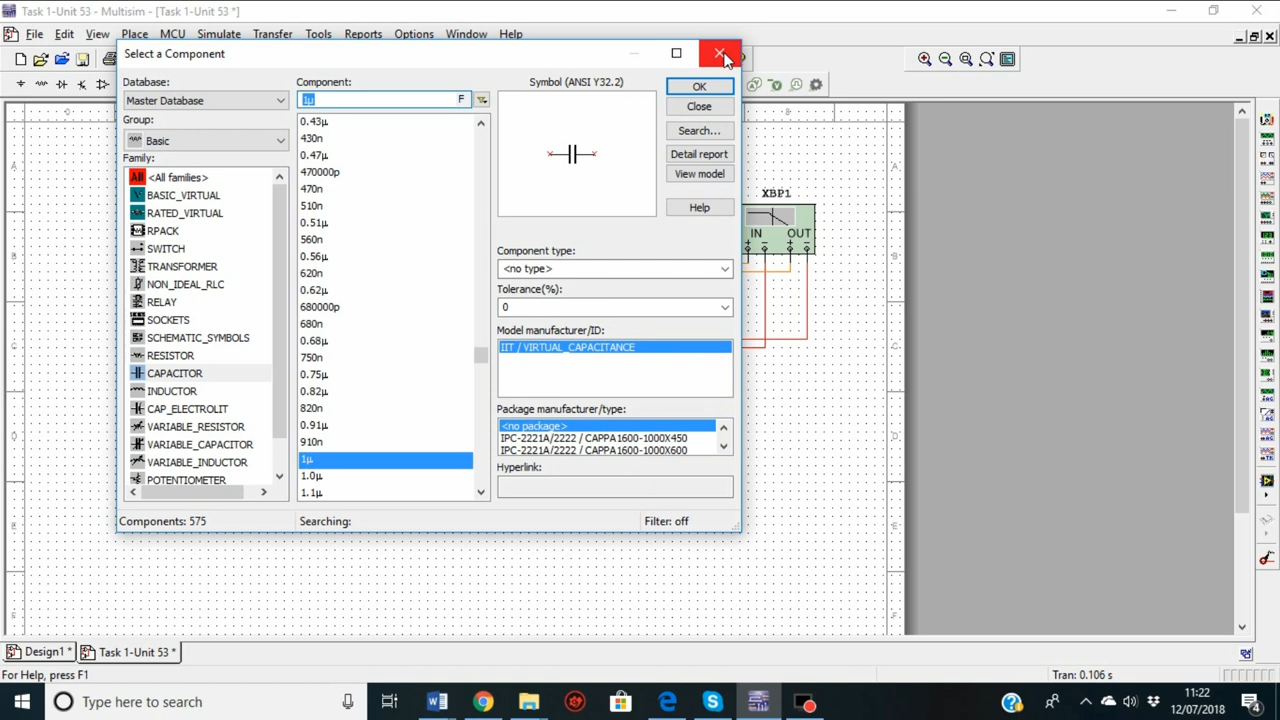 Task 1-Unit 53 - Multisim - [Task 1-Unit 53 *]
File Edit View Place MCU Simulate Transfer Tools Reports Options Window Help
Select a Component
Database:
Master Database
Group:
Basic
Family:
All <All families>
BASIC_VIRTUAL
RATED_VIRTUAL
RPACK
SWITCH
TRANSFORMER
NON_IDEAL_RLC
RELAY
SOCKETS
SCHEMATIC_SYMBOLS
RESISTOR
CAPACITOR
INDUCTOR
CAP_ELECTROLIT
VARIABLE_RESISTOR
VARIABLE_CAPACITOR
VARIABLE_INDUCTOR
POTENTIOMETER
Component:
1µ F
0.43µ
430n
0.47µ
470000p
470n
510n
0.51µ
560n
0.56µ
620n
0.62µ
680000p
680n
0.68µ
750n
0.75µ
0.82µ
820n
0.91µ
910n
1µ
1.0µ
1.1µ
Symbol (ANSI Y32.2)
OK
Close
Search...
Detail report
View model
Help
Component type:
<no type>
Tolerance(%):
0
Model manufacturer/ID:
IIT / VIRTUAL_CAPACITANCE
Package manufacturer/type:
<no package>
IPC-2221A/2222 / CAPPA1600-1000X450
IPC-2221A/2222 / CAPPA1600-1000X600
Hyperlink:
Components: 575 Searching: Filter: off
XBP1
IN OUT
Design1 * Task 1-Unit 53 *
For Help, press F1
Tran: 0.106 s
Type here to search
11:22
12/07/2018
4